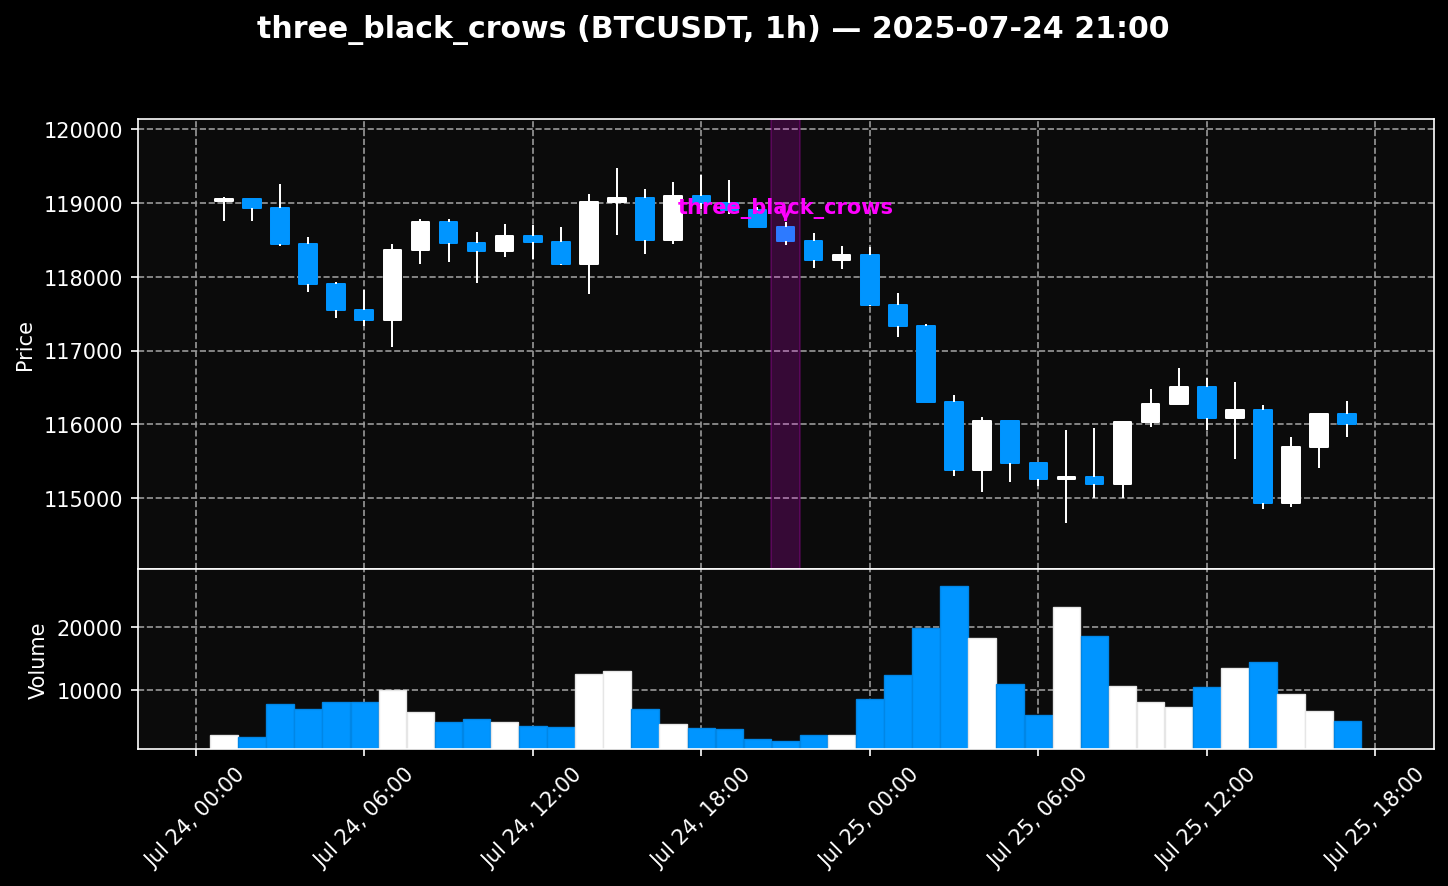 three_black_crows (BTCUSDT, 1h) — 2025-07-24 21:00
120000
119000
three_black_crows
118000
117000
116000
115000
Price
20000
10000
Volume
Jul 24, 00:00
Jul 24, 06:00
Jul 24, 12:00
Jul 24, 18:00
Jul 25, 00:00
Jul 25, 06:00
Jul 25, 12:00
Jul 25, 18:00